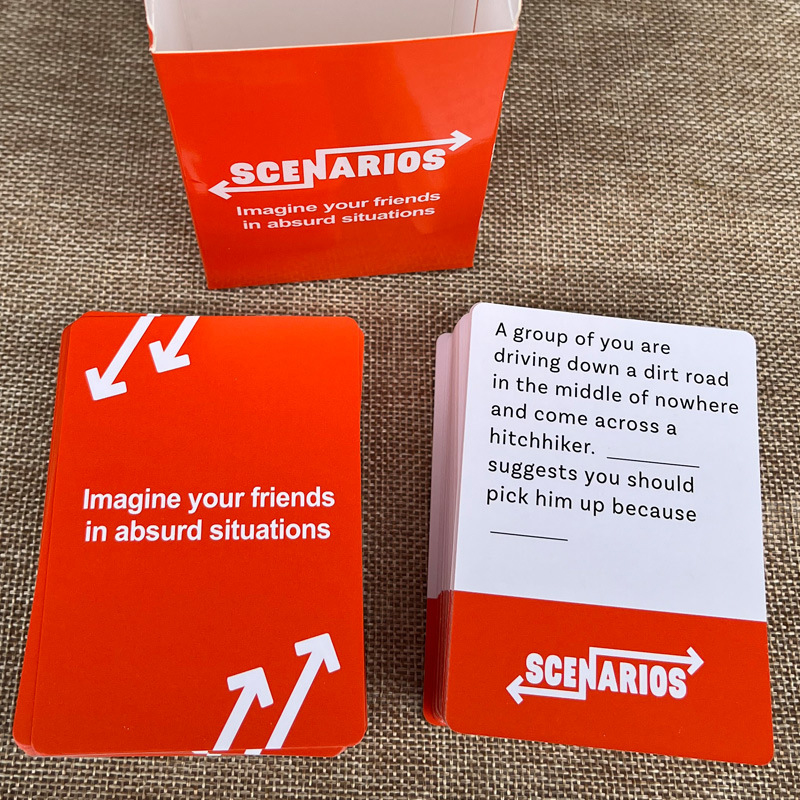 SCENARIOS
Imagine your friends
in absurd situations
Imagine your friends
in absurd situations
A group of you are
driving down a dirt road
in the middle of nowhere
and come across a
hitchhiker. ________
suggests you should
pick him up because
_______
SCENARIOS